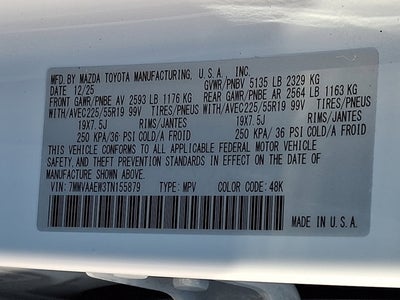 MFD. BY MAZDA TOYOTA MANUFACTURING, U.S.A., INC.
DATE 12/25 GVWR/PNBV 5135 LB 2329 KG
FRONT GAWR/PNBE AV 2593 LB 1176 KG REAR GAWR/PNBE AR 2564 LB 1163 KG
WITH/AVEC225/55R19 99V TIRES/PNEUS WITH/AVEC225/55R19 99V TIRES/PNEUS
19X7.5J RIMS/JANTES 19X7.5J RIMS/JANTES
250 KPA/ 36 PSI COLD/A FROID 250 KPA/ 36 PSI COLD/A FROID
THIS VEHICLE CONFORMS TO ALL APPLICABLE FEDERAL MOTOR VEHICLE
SAFETY, AND THEFT PREVENTION STANDARDS IN EFFECT ON THE DATE OF
MANUFACTURE SHOWN ABOVE.
VIN: 7MMVAAEW3TN155879 TYPE: MPV COLOR CODE: 48K
MADE IN U.S.A.